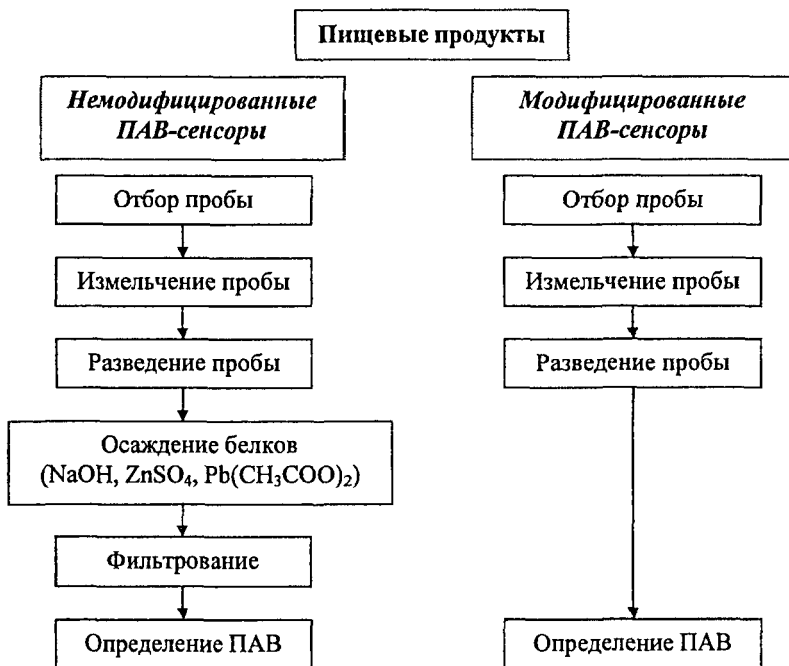 Пищевые продукты
Немодифицированные
ПАВ-сенсоры
Отбор пробы
Измельчение пробы
Разведение пробы
Осаждение белков
(NaOH, ZnSO₄, Pb(CH₃COO)₂)
Фильтрование
Определение ПАВ
Модифицированные
ПАВ-сенсоры
Отбор пробы
Измельчение пробы
Разведение пробы
Определение ПАВ